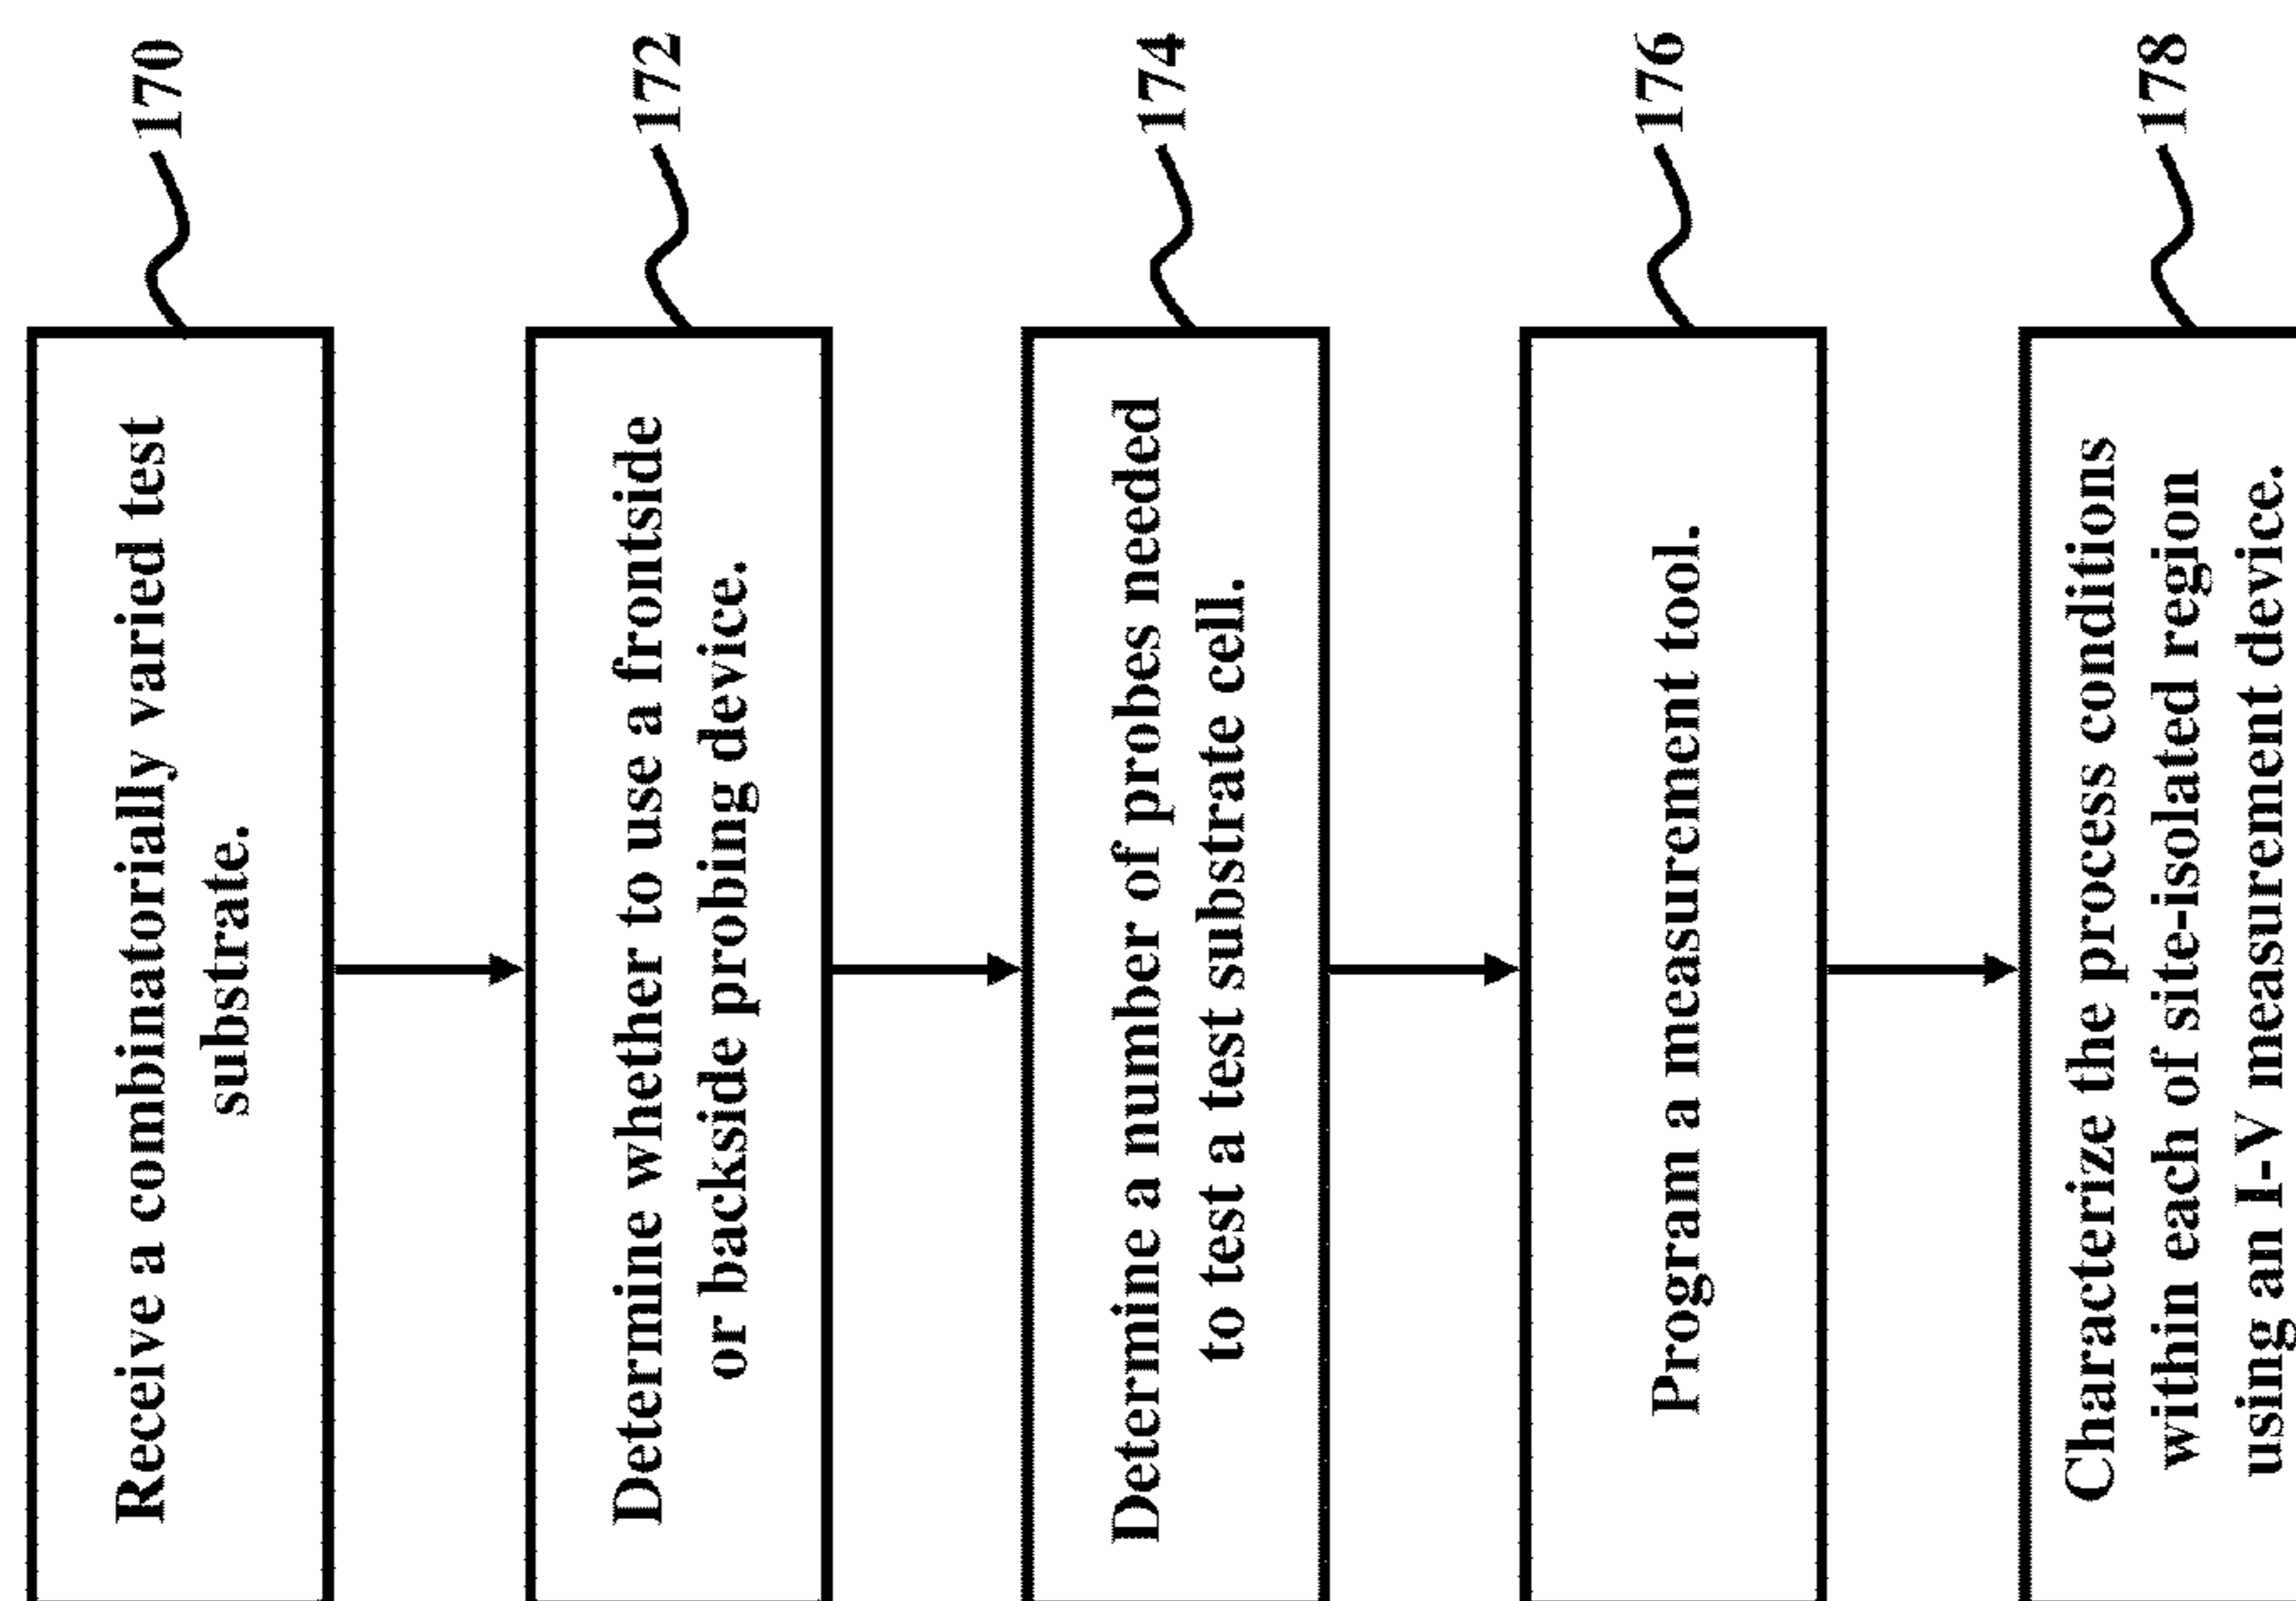 170
Receive a combinatorially varied test
substrate.
172
Determine whether to use a frontside
or backside probing device.
174
Determine a number of probes needed
to test a test substrate cell.
176
Program a measurement tool.
178
Characterize the process conditions
within each of site-isolated region
using an I-V measurement device.